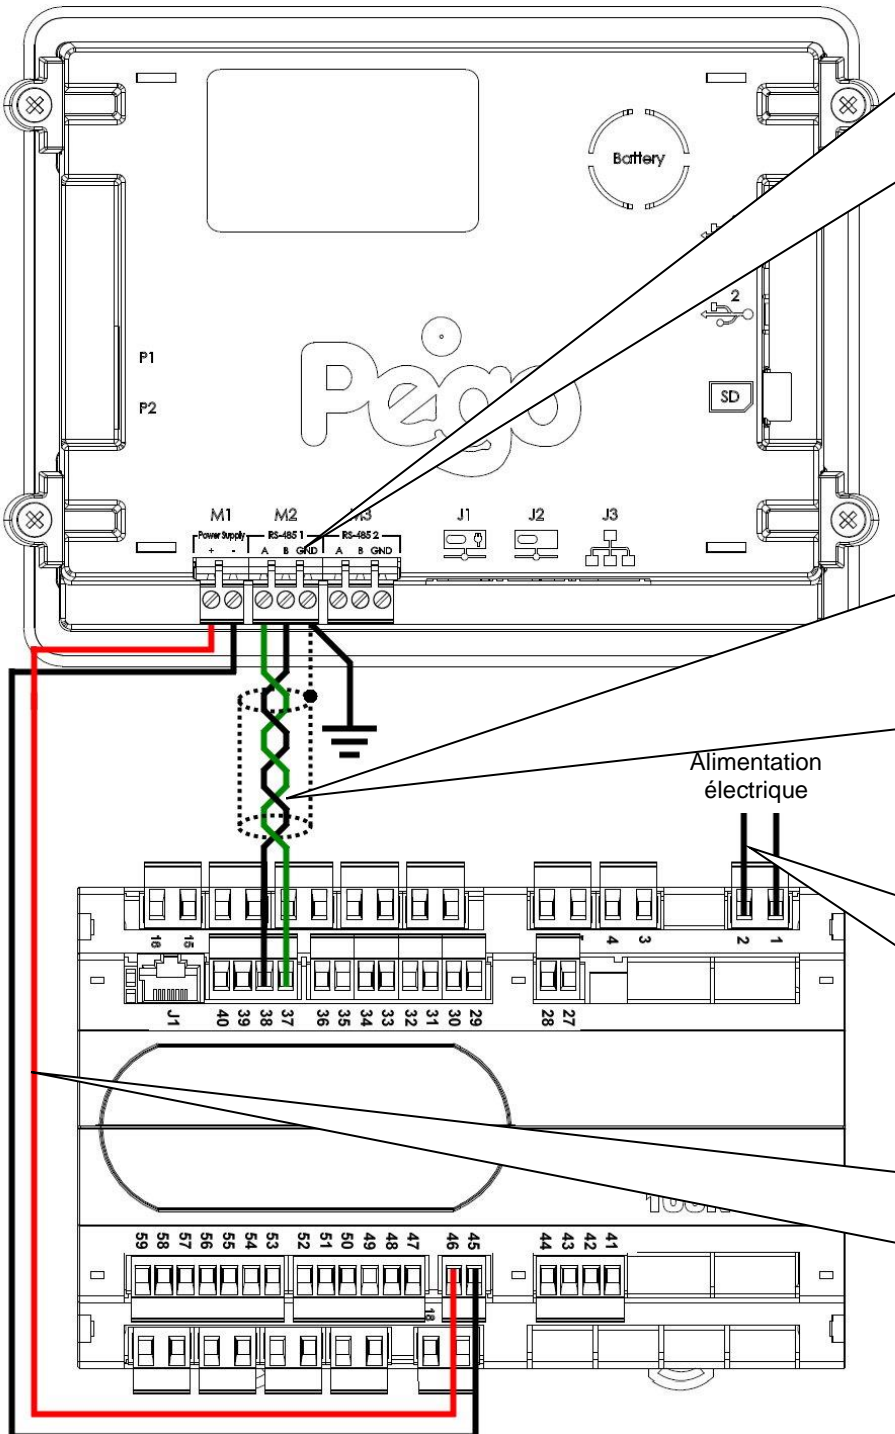 Battery
2
P1
P2
Pego
SD
M1 M2 M3 J1 J2 J3
Power Supply RS-485 1 RS-485 2
+ - A B GND A B GND
Alimentation
électrique
16 15 4 3 2 1
J1 40 39 38 37 36 35 34 33 32 31 30 29 28 27
59 58 57 56 55 54 53 52 51 50 49 48 47 46 45 44 43 42 41
18